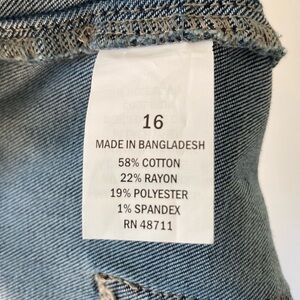 16
MADE IN BANGLADESH
58% COTTON
22% RAYON
19% POLYESTER
1% SPANDEX
RN 48711